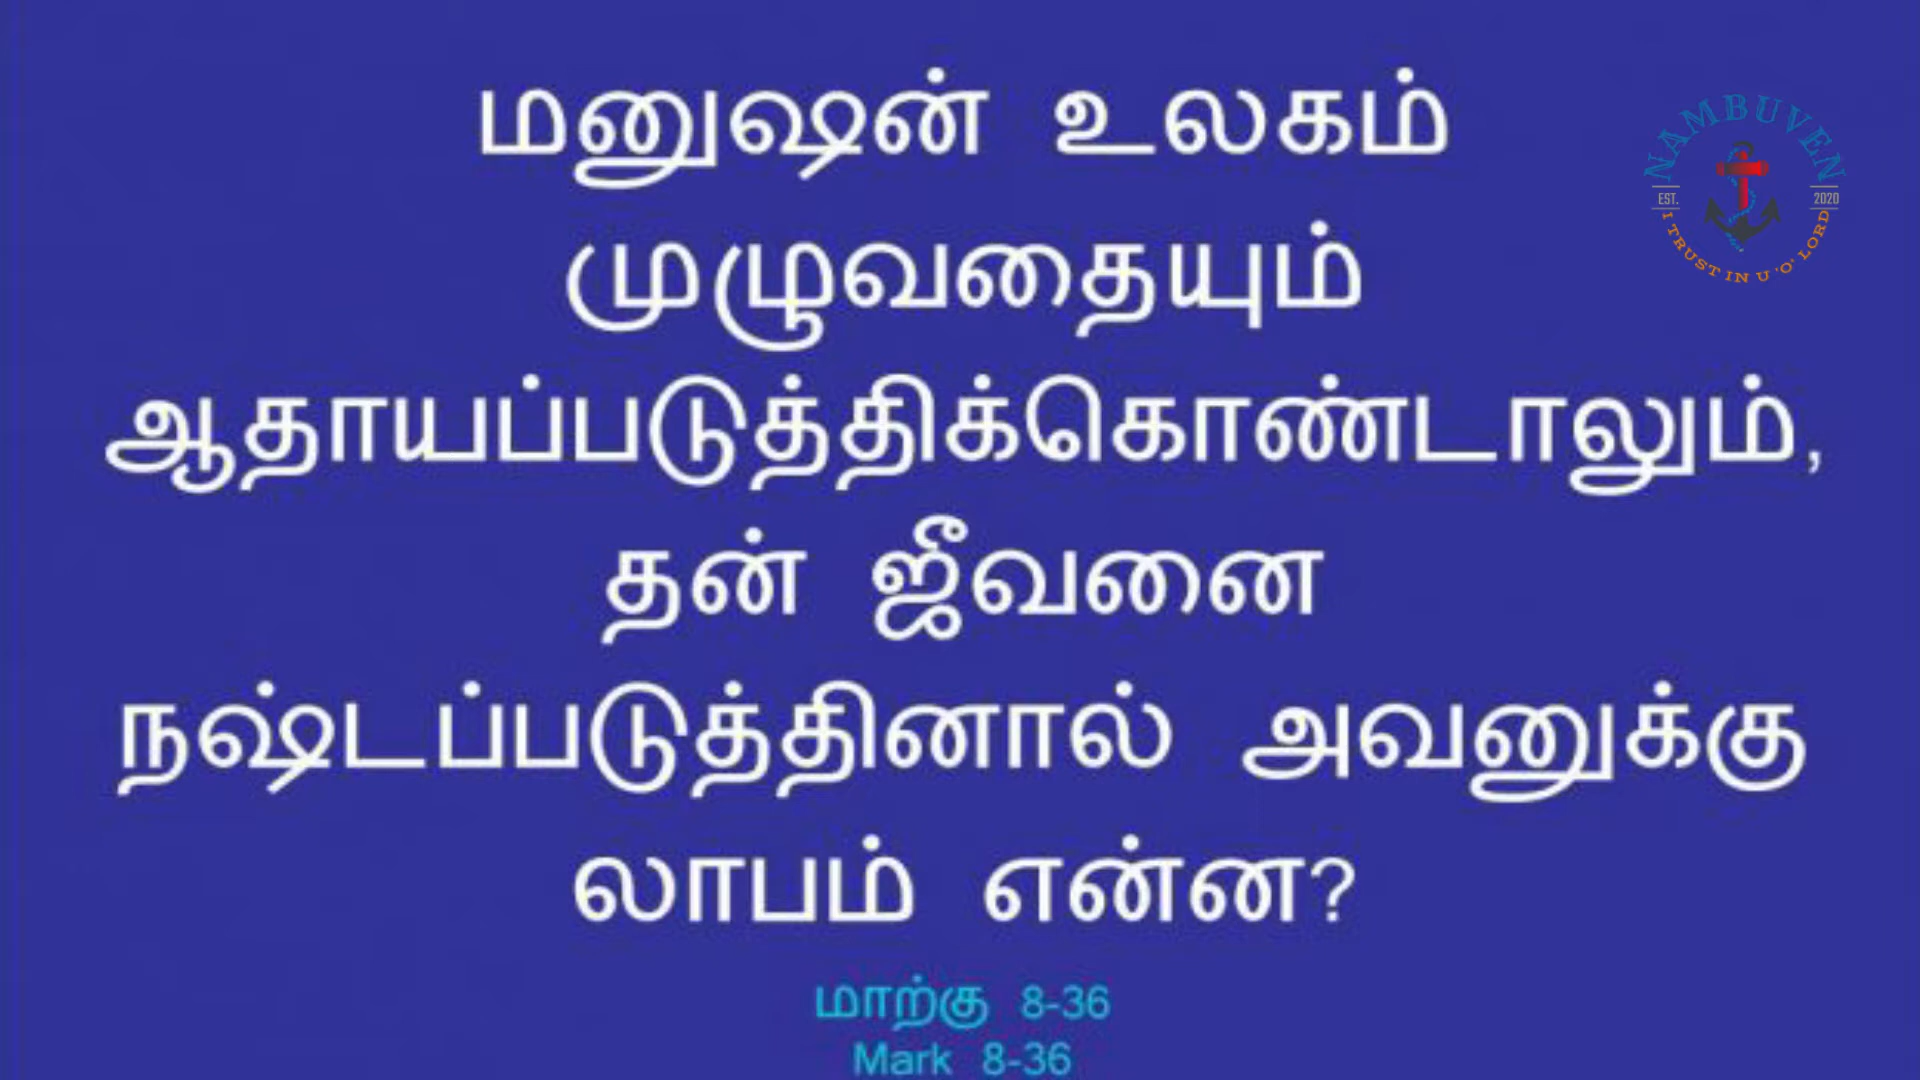 மனுஷன் உலகம்
முழுவதையும்
ஆதாயப்படுத்திக்கொண்டாலும்,
தன் ஜீவனை
நஷ்டப்படுத்தினால் அவனுக்கு
லாபம் என்ன?
மாற்கு 8-36
Mark 8-36
NAMBUVEN
EST. 2020
I TRUST IN U 'O' LORD